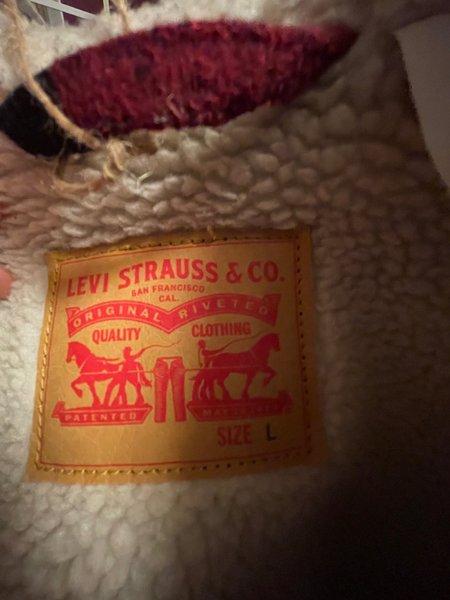 LEVI STRAUSS & CO.
SAN FRANCISCO
CAL.
ORIGINAL RIVETED
QUALITY CLOTHING
PATENTED
SIZE L